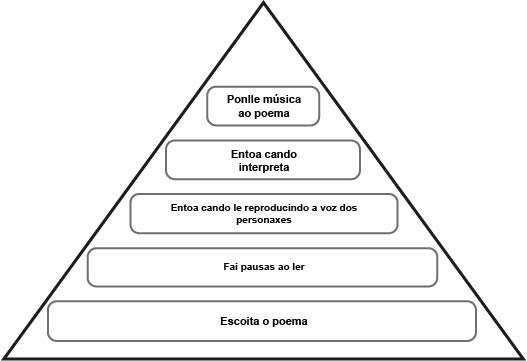 Ponlle música
ao poema
Entoa cando
interpreta
Entoa cando le reproducindo a voz dos
personaxes
Fai pausas ao ler
Escoita o poema